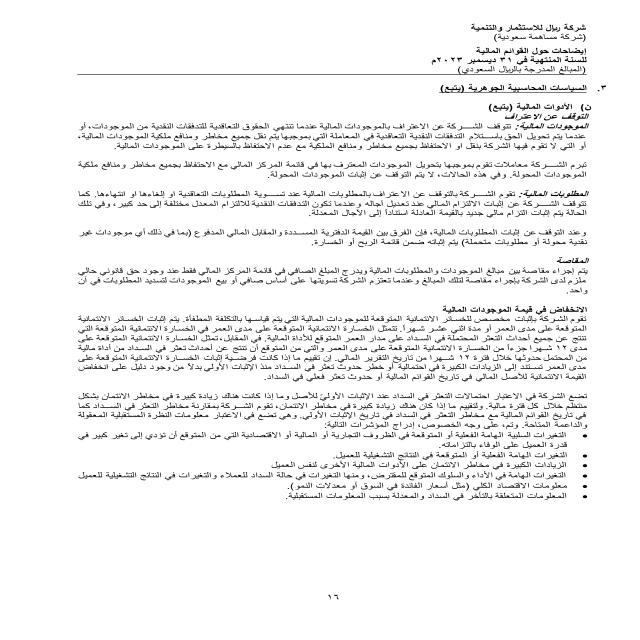 شركة ريال للاستثمار والتنمية
(شركة مساهمة سعودية)
إيضاحات حول القوائم المالية
للسنة المنتهية في ٣١ ديسمبر ٢٠٢٣م
(المبالغ المدرجة بالريال السعودي)
٣. السياسات المحاسبية الجوهرية (يتبع)
ن) الأدوات المالية (يتبع)
التوقف عن الاعتراف
الموجودات المالية: تتوقف الشركة عن الاعتراف بالموجودات المالية عندما تنتهي الحقوق التعاقدية للتدفقات النقدية من الموجودات، أو
عندما يتم تحويل الحق باستلام التدفقات النقدية التعاقدية في المعاملة التي بموجبها يتم نقل جميع مخاطر ومنافع ملكية الموجودات المالية،
أو التي لا تقوم فيها الشركة بنقل او الاحتفاظ بجميع مخاطر ومنافع الملكية مع عدم الاحتفاظ بالسيطرة على الموجودات المالية.
تبرم الشركة معاملات تقوم بموجبها بتحويل الموجودات المعترف بها في قائمة المركز المالي مع الاحتفاظ بجميع مخاطر ومنافع ملكية
الموجودات المحولة. وفي هذه الحالات، لا يتم التوقف عن إثبات الموجودات المحولة.
المطلوبات المالية: تقوم الشركة بالتوقف عن الاعتراف بالمطلوبات المالية عند تسوية المطلوبات التعاقدية او إلغاءها او انتهاءها. كما
تتوقف الشركة عن إثبات الالتزام المالي عند تعديل آجاله وعندما تكون التدفقات النقدية للالتزام المعدل مختلفة إلى حد كبير، وفي تلك
الحالة يتم إثبات التزام مالي جديد بالقيمة العادلة استناداً إلى الآجال المعدلة.
وعند التوقف عن إثبات المطلوبات المالية، فإن الفرق بين القيمة الدفترية المسددة والمقابل المالي المدفوع (بما في ذلك أي موجودات غير
نقدية محولة أو مطلوبات متحملة) يتم إثباته ضمن قائمة الربح أو الخسارة.
المقاصة
يتم إجراء مقاصة بين مبالغ الموجودات والمطلوبات المالية ويدرج المبلغ الصافي في قائمة المركز المالي فقط عند وجود حق قانوني حالي
ملزم لدى الشركة بإجراء مقاصة لتلك المبالغ وعندما تعتزم الشركة تسويتها على أساس صافي أو بيع الموجودات لتسديد المطلوبات في آن
واحد.
الانخفاض في قيمة الموجودات المالية
تقوم الشركة بإثبات مخصص للخسائر الائتمانية المتوقعة للموجودات المالية التي يتم قياسها بالتكلفة المطفأة. يتم إثبات الخسائر الائتمانية
المتوقعة على مدى العمر أو مدة اثني عشر شهراً. تتمثل الخسارة الائتمانية المتوقعة على مدى العمر في الخسارة الائتمانية المتوقعة التي
تنتج عن جميع أحداث التعثر المحتملة في السداد على مدار العمر المتوقع للأداة المالية. في المقابل، تمثل الخسارة الائتمانية المتوقعة على
مدى ١٢ شهرا جزءاً من الخسارة الائتمانية المتوقعة على مدى العمر والتي من المتوقع أن تنتج عن أحداث تعثر في السداد من أداة مالية
من المحتمل حدوثها خلال فترة ١٢ شهرا من تاريخ التقرير المالي. إن تقييم ما إذا كانت فرضية إثبات الخسارة الائتمانية المتوقعة على
مدى العمر تستند إلى الزيادات الكبيرة في احتمالية أو خطر حدوث تعثر في السداد منذ الإثبات الأولي بدلاً من وجود دليل على انخفاض
القيمة الائتمانية للأصل المالي في تاريخ القوائم المالية أو حدوث تعثر فعلي في السداد.
تضع الشركة في الاعتبار احتمالات التعثر في السداد عند الإثبات الأولي للأصل وما إذا كانت هناك زيادة كبيرة في مخاطر الائتمان بشكل
منتظم خلال كل فترة مالية. ولتقييم ما إذا كان هناك زيادة كبيرة في مخاطر الائتمان، تقوم الشركة بمقارنة مخاطر التعثر في السداد كما
في تاريخ القوائم المالية مع مخاطر التعثر في السداد في تاريخ الإثبات الأولي. وهي تضع في الاعتبار معلومات النظرة المستقبلية المعقولة
والداعمة المتاحة. وتم، على وجه الخصوص، إدراج المؤشرات التالية:
• التغيرات السلبية الهامة الفعلية أو المتوقعة في الظروف التجارية أو المالية او الاقتصادية التي من المتوقع أن تؤدي إلى تغير كبير في
قدرة العميل على الوفاء بالتزاماته.
• التغيرات الهامة الفعلية أو المتوقعة في النتائج التشغيلية للعميل.
• الزيادات الكبيرة في مخاطر الائتمان على الأدوات المالية الأخرى لنفس العميل
• التغيرات الهامة في الأداء والسلوك المتوقع للمقترض، ومنها التغيرات في حالة السداد للعملاء والتغيرات في النتائج التشغيلية للعميل
• معلومات الاقتصاد الكلي (مثل أسعار الفائدة في السوق أو معدلات النمو).
• المعلومات المتعلقة بالتأخر في السداد والمعدلة بسبب المعلومات المستقبلية.
١٦